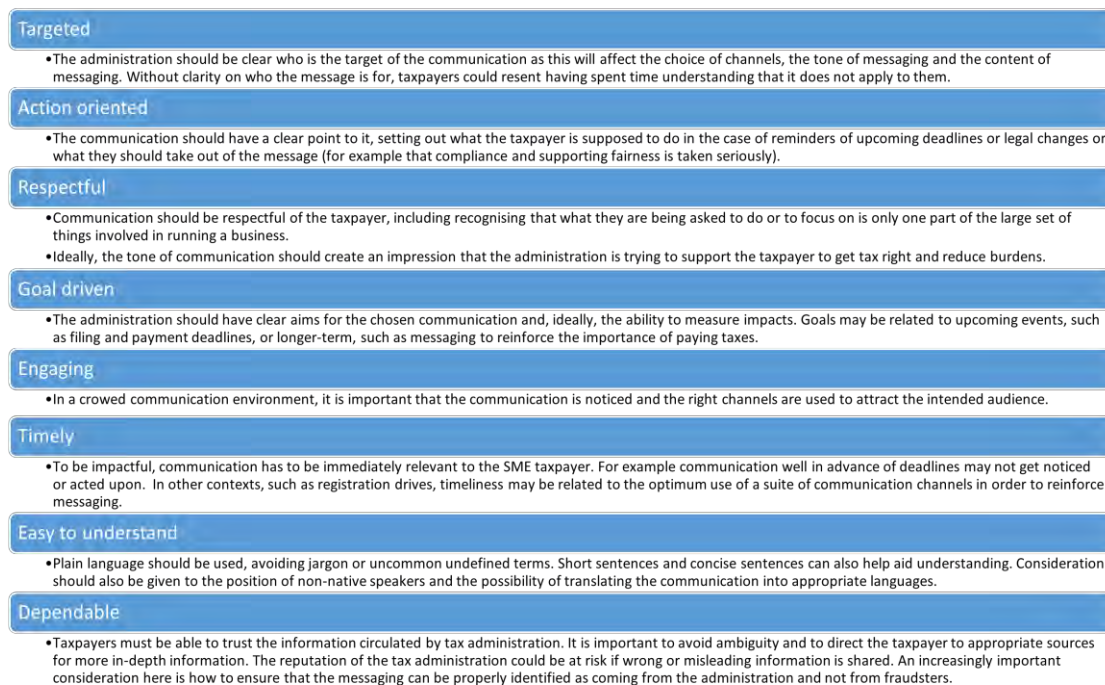 Targeted
•The administration should be clear who is the target of the communication as this will affect the choice of channels, the tone of messaging and the content of
messaging. Without clarity on who the message is for, taxpayers could resent having spent time understanding that it does not apply to them.
Action oriented
•The communication should have a clear point to it, setting out what the taxpayer is supposed to do in the case of reminders of upcoming deadlines or legal changes or
what they should take out of the message (for example that compliance and supporting fairness is taken seriously).
Respectful
•Communication should be respectful of the taxpayer, including recognising that what they are being asked to do or to focus on is only one part of the large set of
things involved in running a business.
•Ideally, the tone of communication should create an impression that the administration is trying to support the taxpayer to get tax right and reduce burdens.
Goal driven
•The administration should have clear aims for the chosen communication and, ideally, the ability to measure impacts. Goals may be related to upcoming events, such
as filing and payment deadlines, or longer-term, such as messaging to reinforce the importance of paying taxes.
Engaging
•In a crowed communication environment, it is important that the communication is noticed and the right channels are used to attract the intended audience.
Timely
•To be impactful, communication has to be immediately relevant to the SME taxpayer. For example communication well in advance of deadlines may not get noticed
or acted upon. In other contexts, such as registration drives, timeliness may be related to the optimum use of a suite of communication channels in order to reinforce
messaging.
Easy to understand
•Plain language should be used, avoiding jargon or uncommon undefined terms. Short sentences and concise sentences can also help aid understanding. Consideration
should also be given to the position of non-native speakers and the possibility of translating the communication into appropriate languages.
Dependable
•Taxpayers must be able to trust the information circulated by tax administration. It is important to avoid ambiguity and to direct the taxpayer to appropriate sources
for more in-depth information. The reputation of the tax administration could be at risk if wrong or misleading information is shared. An increasingly important
consideration here is how to ensure that the messaging can be properly identified as coming from the administration and not from fraudsters.